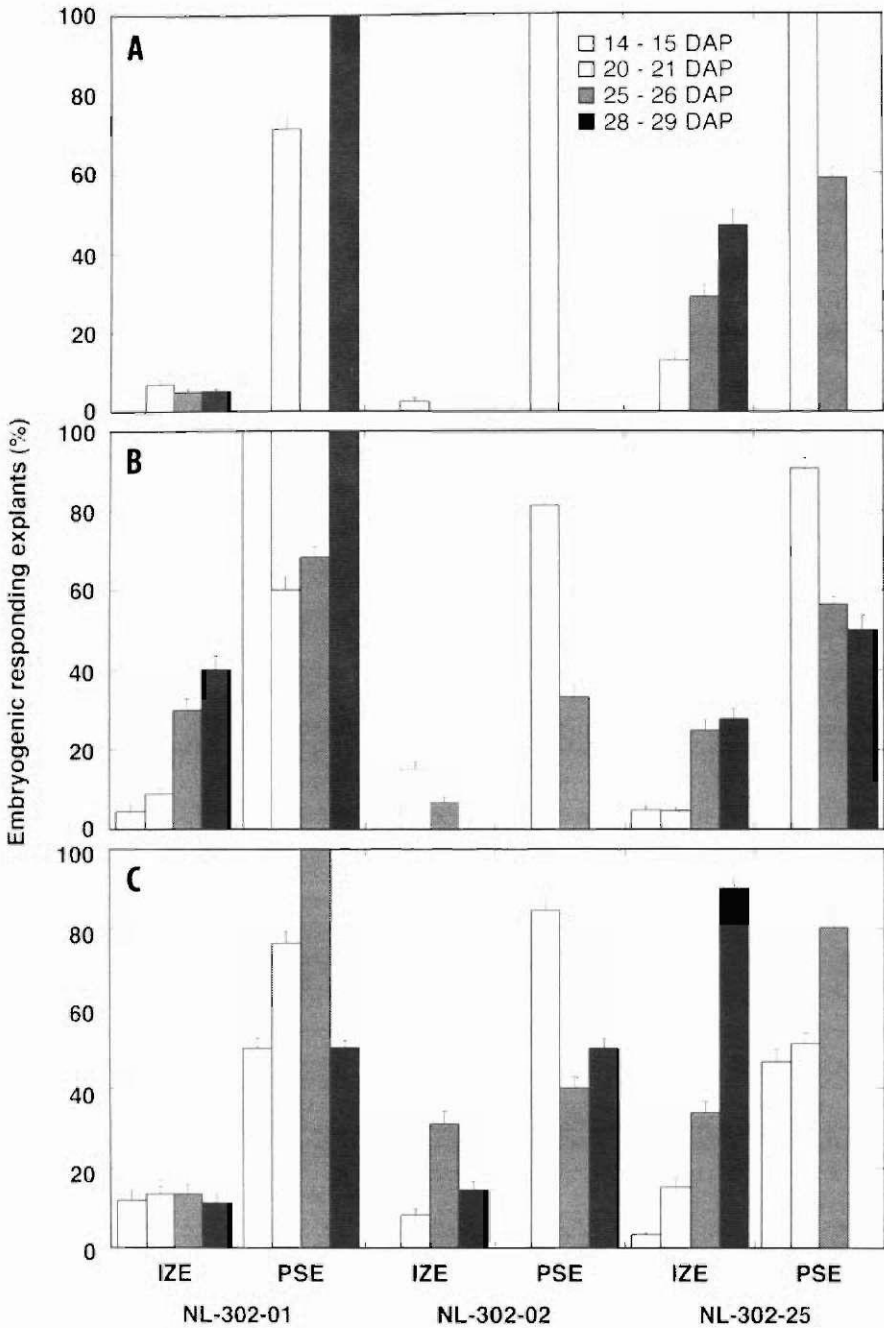 A
14 - 15 DAP
20 - 21 DAP
25 - 26 DAP
28 - 29 DAP
100
80
60
40
20
0
B
100
80
60
40
20
0
C
100
80
60
40
20
0
Embryogenic responding explants (%)
IZE PSE IZE PSE IZE PSE
NL-302-01 NL-302-02 NL-302-25